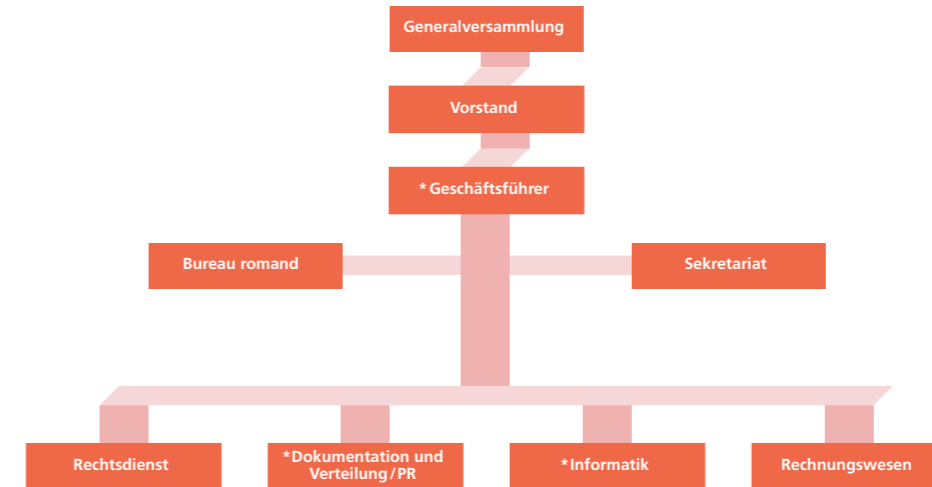 Generalversammlung
Vorstand
* Geschäftsführer
Bureau romand
Sekretariat
Rechtsdienst
* Dokumentation und
Verteilung / PR
* Informatik
Rechnungswesen